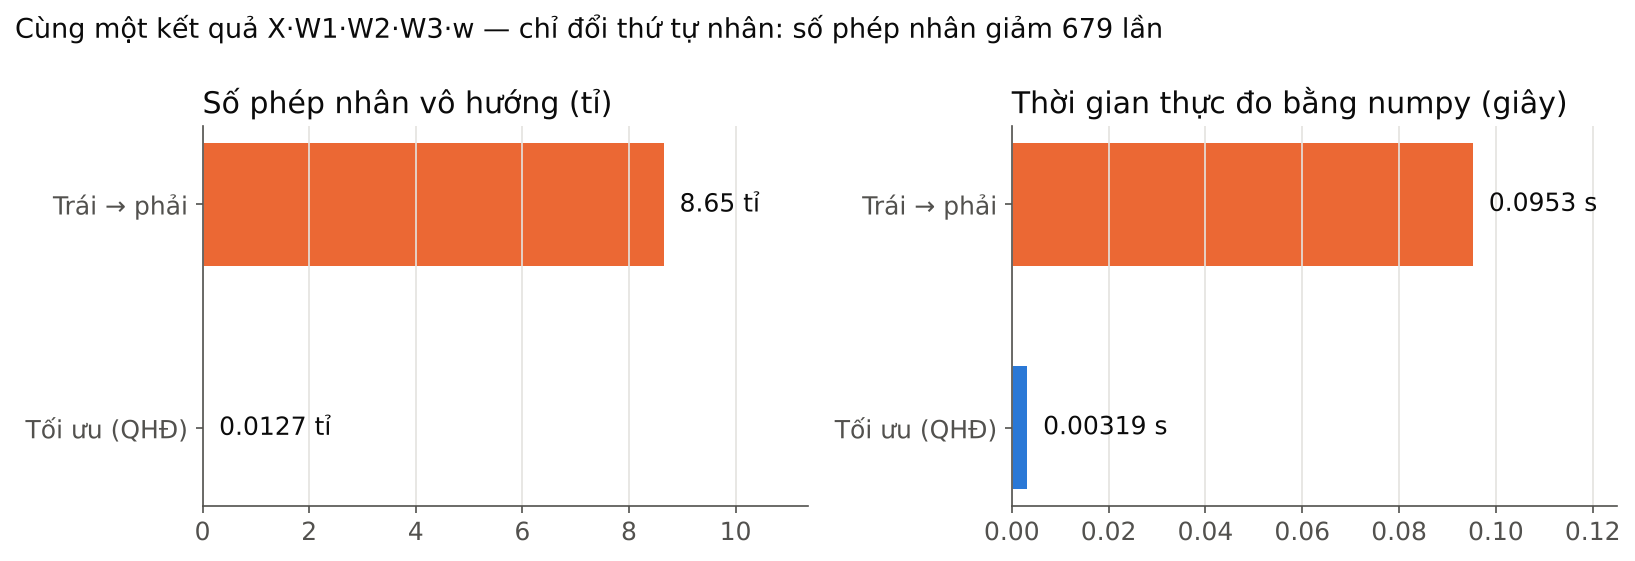 Cùng một kết quả X·W1·W2·W3·w — chỉ đổi thứ tự nhân: số phép nhân giảm 679 lần
Số phép nhân vô hướng (tỉ)
Trái → phải
8.65 tỉ
Tối ưu (QHĐ)
0.0127 tỉ
0 2 4 6 8 10
Thời gian thực đo bằng numpy (giây)
Trái → phải
0.0953 s
Tối ưu (QHĐ)
0.00319 s
0.00 0.02 0.04 0.06 0.08 0.10 0.12